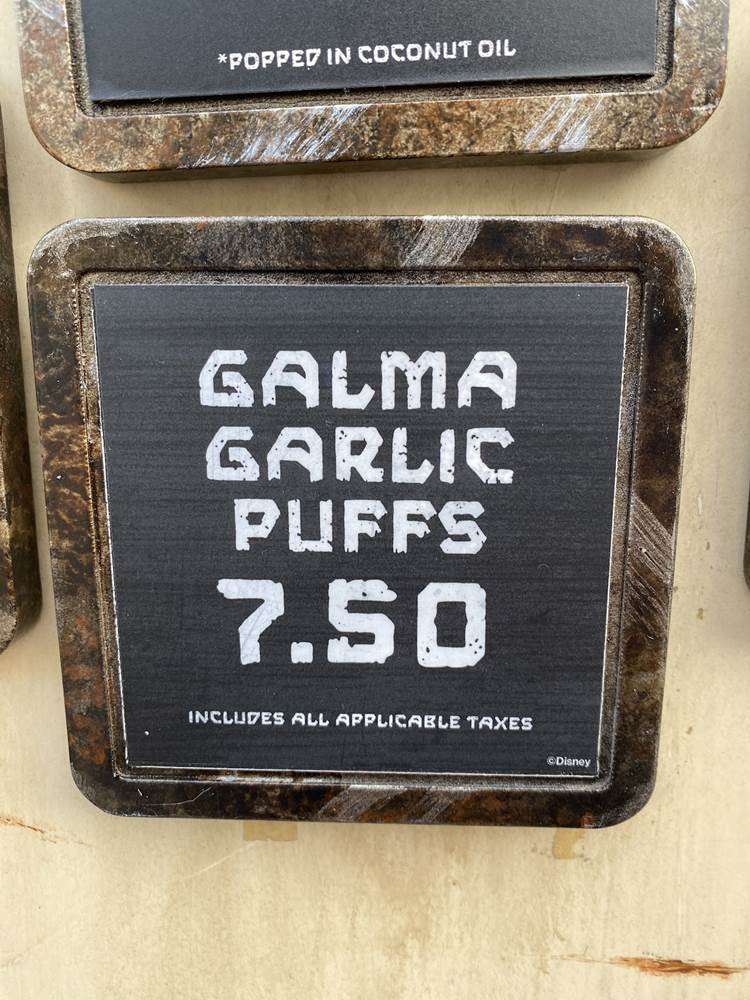 *POPPED IN COCONUT OIL
GALMA
GARLIC
PUFFS
7.50
INCLUDES ALL APPLICABLE TAXES
©Disney